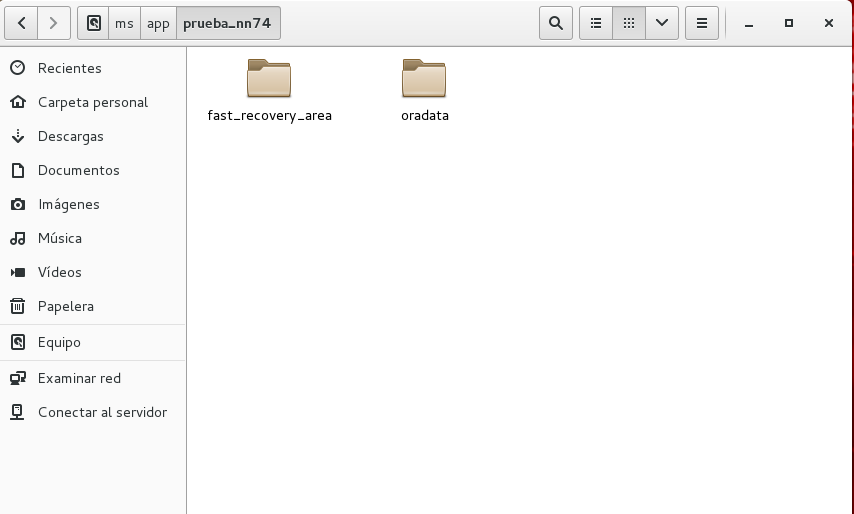 ms app prueba_nn74
Recientes
Carpeta personal
Descargas
Documentos
Imágenes
Música
Vídeos
Papelera
Equipo
Examinar red
Conectar al servidor
fast_recovery_area
oradata